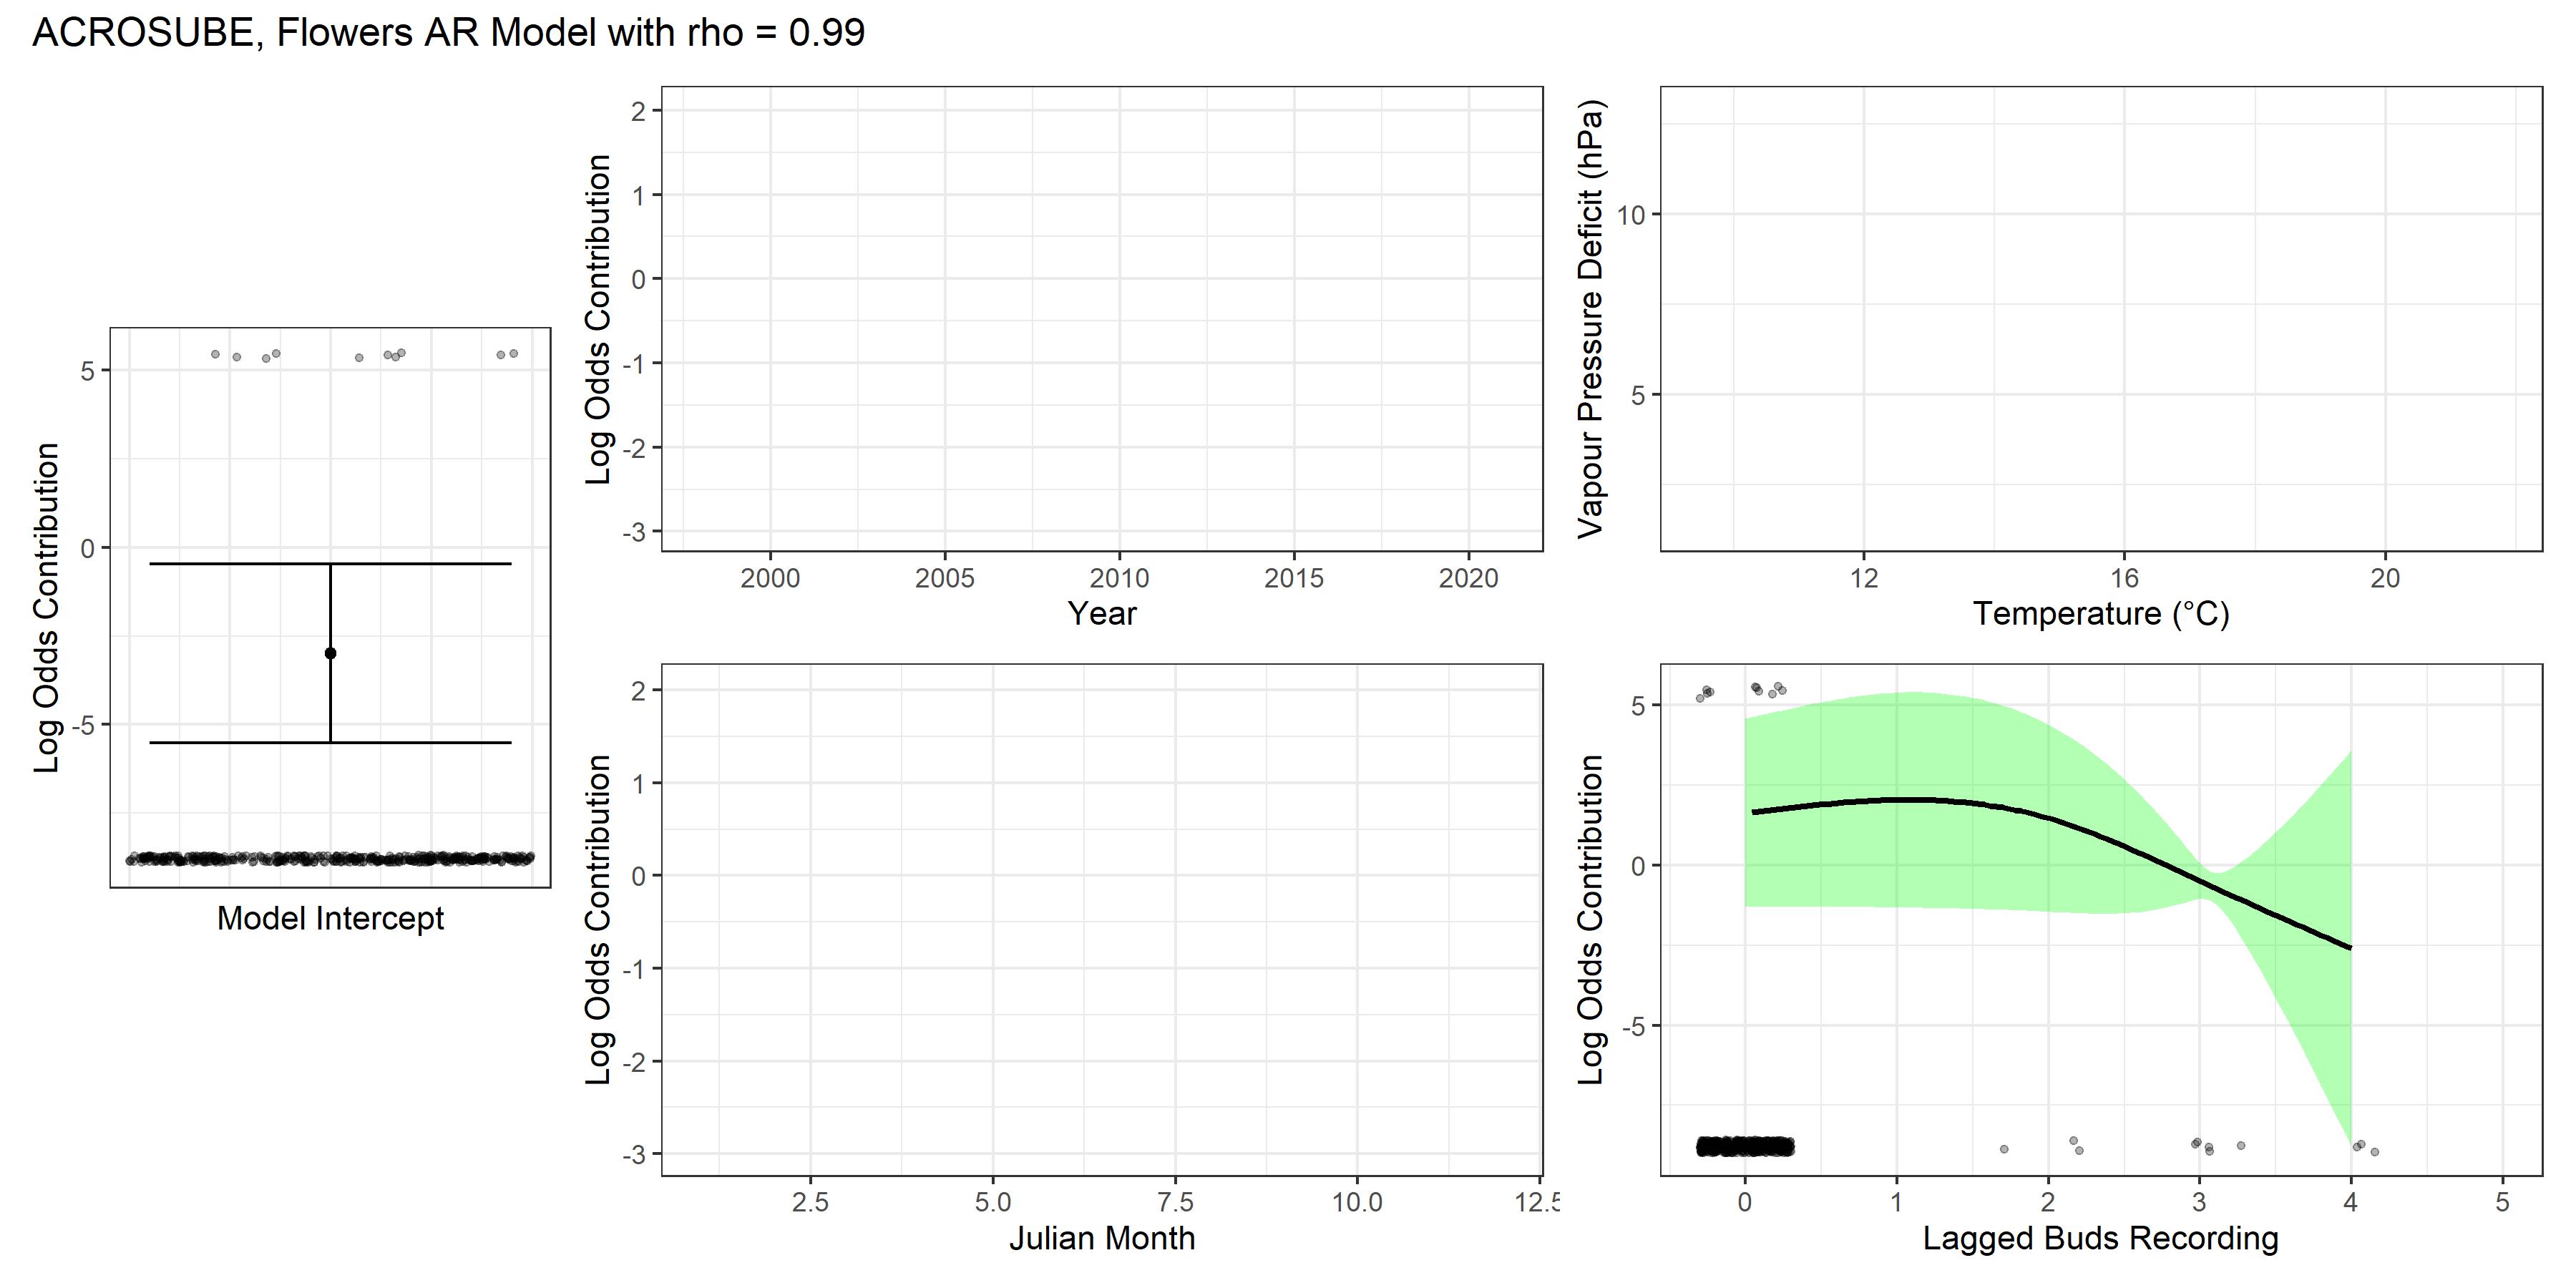 ACROSUBE, Flowers AR Model with rho = 0.99
Log Odds Contribution
5
0
-5
Model Intercept
Log Odds Contribution
2
1
0
-1
-2
-3
2000 2005 2010 2015 2020
Year
Vapour Pressure Deficit (hPa)
10
5
12 16 20
Temperature (°C)
Log Odds Contribution
2
1
0
-1
-2
-3
2.5 5.0 7.5 10.0 12.5
Julian Month
Log Odds Contribution
5
0
-5
0 1 2 3 4 5
Lagged Buds Recording